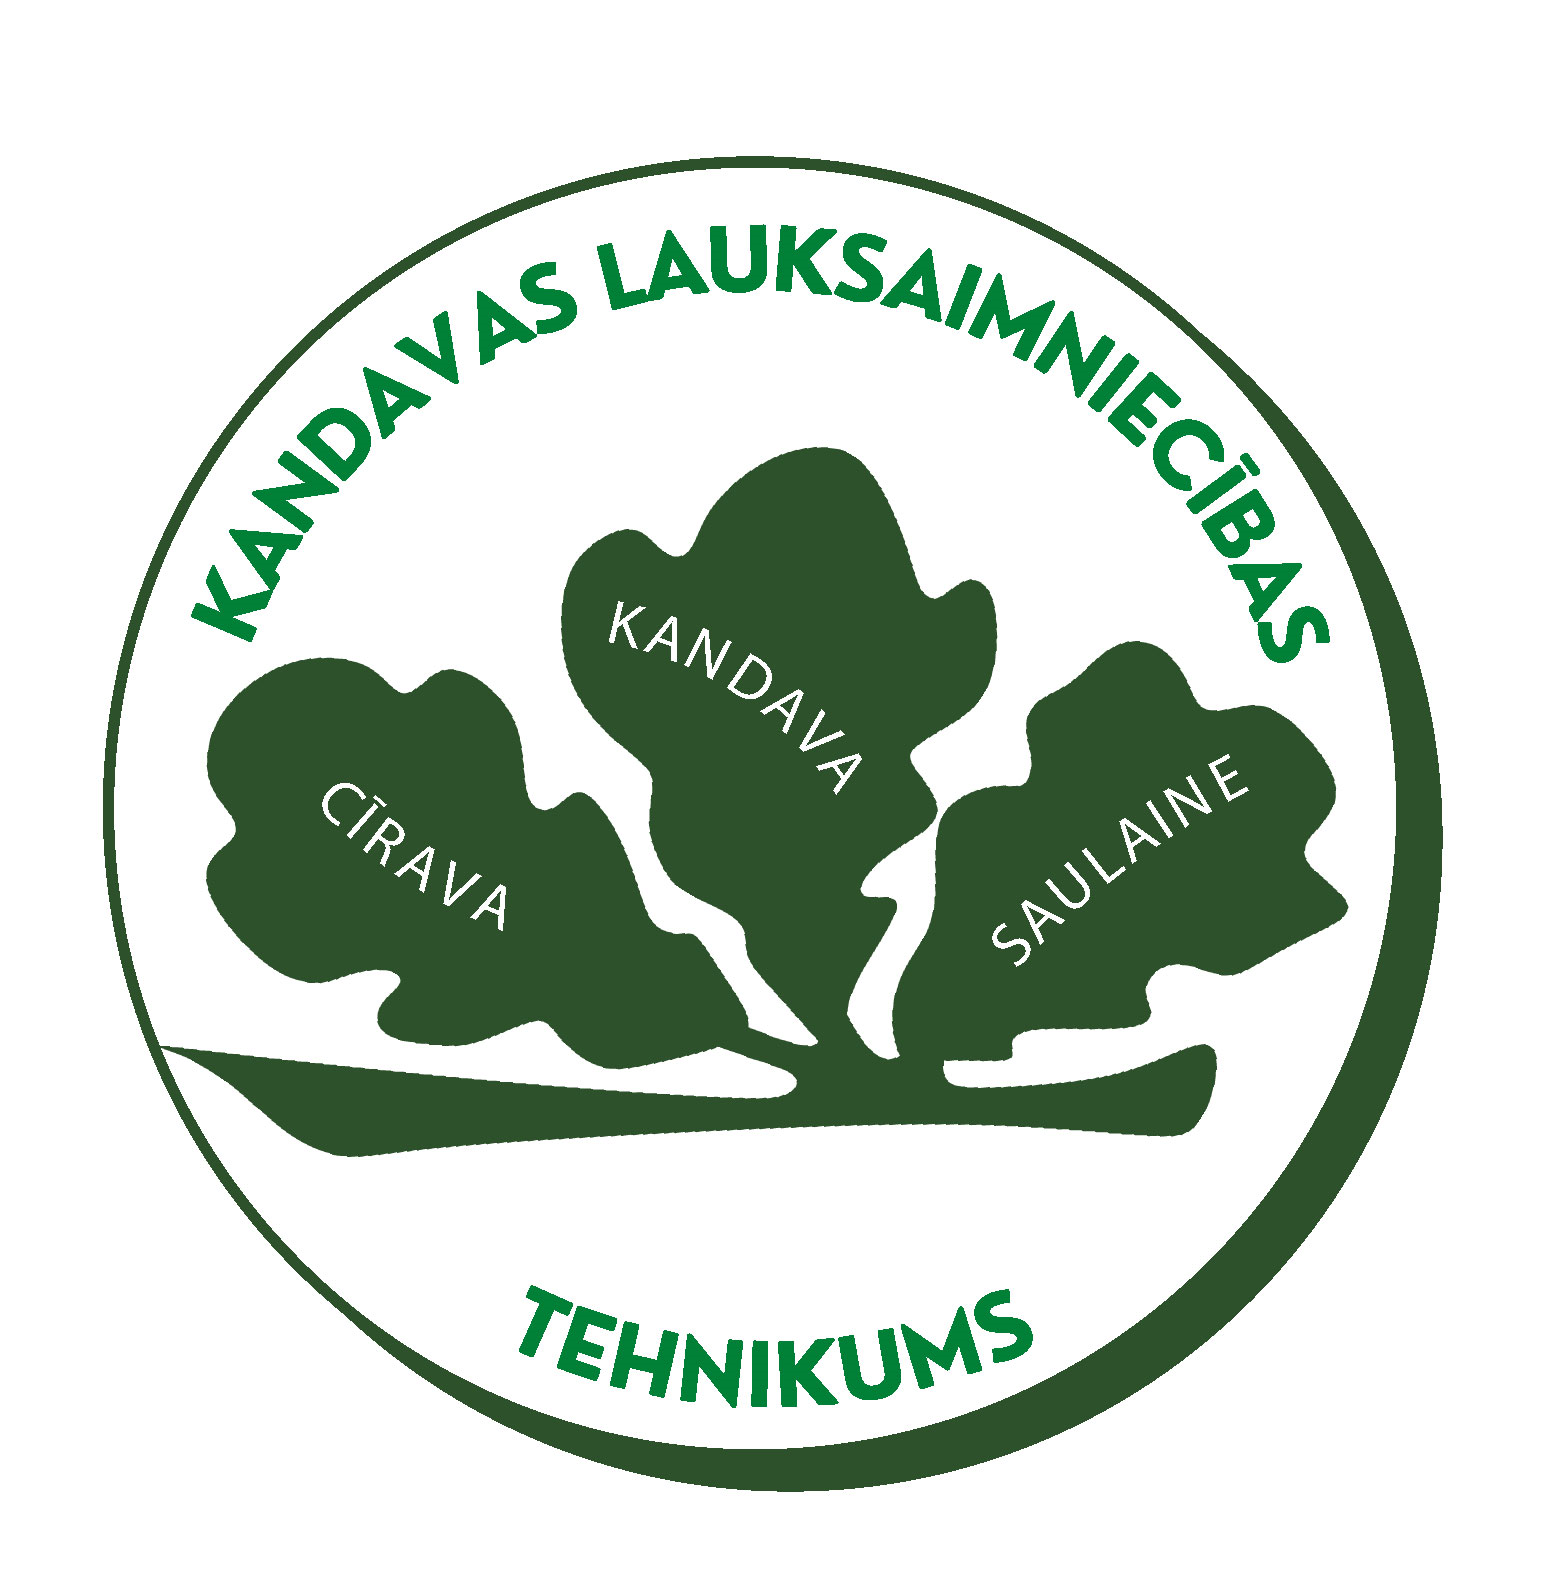 KANDAVAS LAUKSAIMNIECĪBAS
KANDAVA
CĪRAVA
SAULAINE
TEHNIKUMS